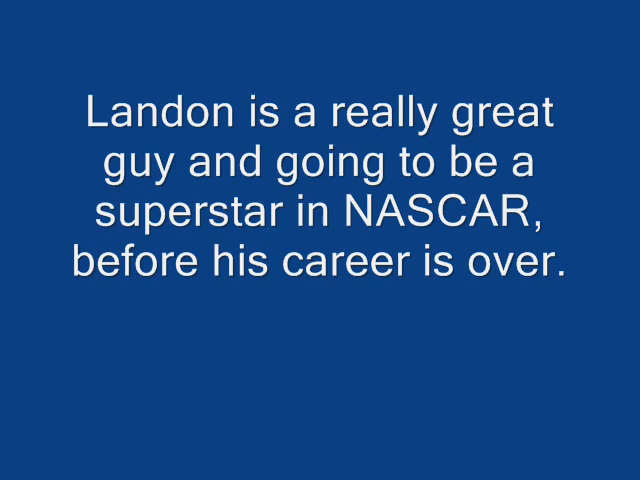 Landon is a really great
guy and going to be a
superstar in NASCAR,
before his career is over.